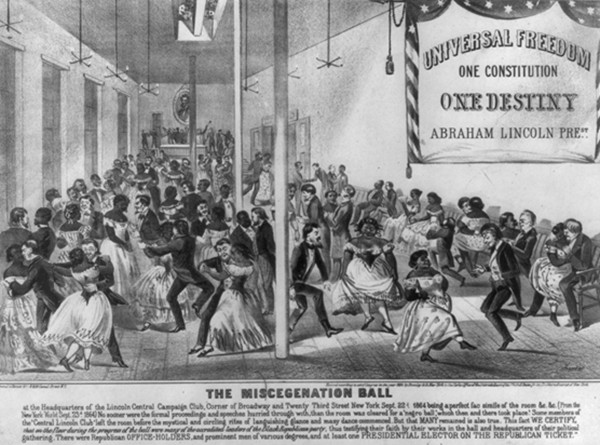 UNIVERSAL FREEDOM
ONE CONSTITUTION
ONE DESTINY
ABRAHAM LINCOLN PREST.
THE MISCEGENATION BALL
at the Headquarters of the Lincoln Central Campaign Club, Corner of Broadway and Twenty Third Street New York Sept. 22d. 1864 being a perfect fac simile of the room &c. &c. (From the
New York World Sept. 23d. 1864) No sooner were the formal proceedings and speeches hurried through with, than the room was cleared for a "negro ball," which then and there took place! Some members of
the "Central Lincoln Club" left the room before the mystical and circling rites of languishing glance and mazy dance commenced. But that MANY remained is also true. This fact WE CERTIFY,
that on the floor during the progress of the ball were many of the accredited leaders of the Black Republican party, thus testifying their faith by their works in the hall and headquarters of their political
gathering. There were Republican OFFICE-HOLDERS, and prominent men of various degrees, and at least one PRESIDENTIAL ELECTOR ON THE REPUBLICAN TICKET."